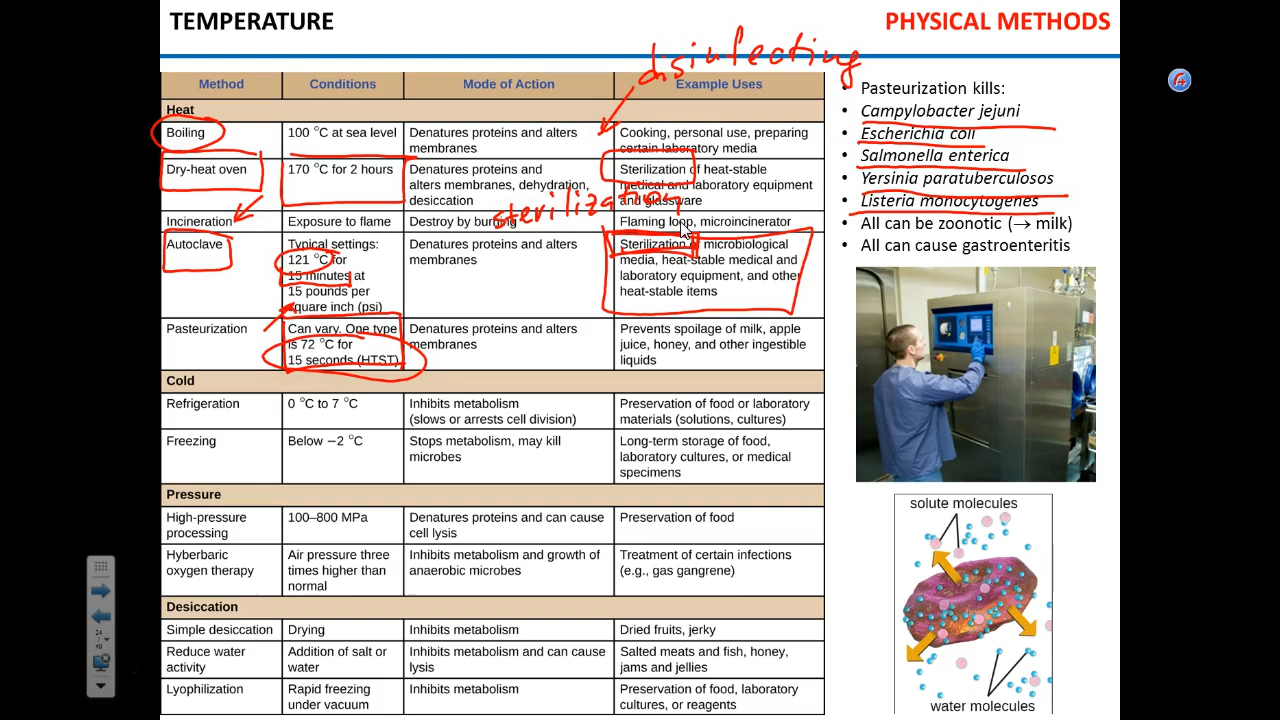 TEMPERATURE
PHYSICAL METHODS
disinfecting
Method Conditions Mode of Action Example Uses
Heat
Boiling
100 °C at sea level
Denatures proteins and alters
membranes
Cooking, personal use, preparing
certain laboratory media
Dry-heat oven
170 °C for 2 hours
Denatures proteins and
alters membranes, dehydration,
desiccation
Sterilization of heat-stable
medical and laboratory equipment
and glassware
sterilization
Incineration
Exposure to flame
Destroy by burning
Flaming loop, microincinerator
Autoclave
Typical settings:
121 °C for
15 minutes at
15 pounds per
square inch (psi)
Denatures proteins and alters
membranes
Sterilization of microbiological
media, heat-stable medical and
laboratory equipment, and other
heat-stable items
Pasteurization
Can vary. One type
is 72 °C for
15 seconds (HTST)
Denatures proteins and alters
membranes
Prevents spoilage of milk, apple
juice, honey, and other ingestible
liquids
Cold
Refrigeration
0 °C to 7 °C
Inhibits metabolism
(slows or arrests cell division)
Preservation of food or laboratory
materials (solutions, cultures)
Freezing
Below −2 °C
Stops metabolism, may kill
microbes
Long-term storage of food,
laboratory cultures, or medical
specimens
Pressure
High-pressure
processing
100–800 MPa
Denatures proteins and can cause
cell lysis
Preservation of food
Hyberbaric
oxygen therapy
Air pressure three
times higher than
normal
Inhibits metabolism and growth of
anaerobic microbes
Treatment of certain infections
(e.g., gas gangrene)
Desiccation
Simple desiccation
Drying
Inhibits metabolism
Dried fruits, jerky
Reduce water
activity
Addition of salt or
water
Inhibits metabolism and can cause
lysis
Salted meats and fish, honey,
jams and jellies
Lyophilization
Rapid freezing
under vacuum
Inhibits metabolism
Preservation of food, laboratory
cultures, or reagents
• Pasteurization kills:
• Campylobacter jejuni
• Escherichia coli
• Salmonella enterica
• Yersinia paratuberculosos
• Listeria monocytogenes
• All can be zoonotic (→ milk)
• All can cause gastroenteritis
solute molecules
water molecules
24
/
49